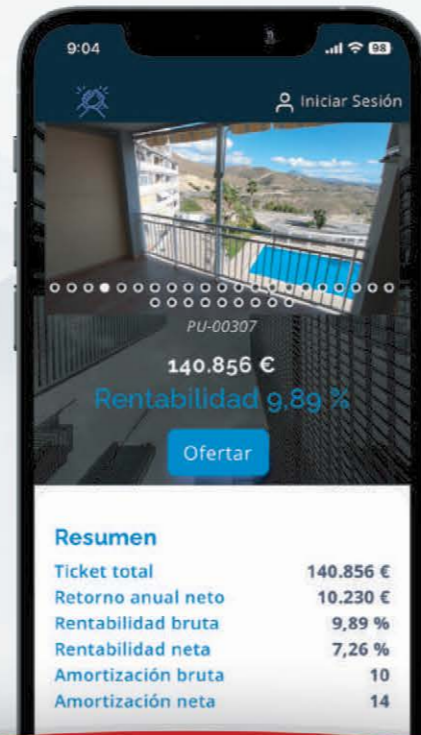 9:04
98
Iniciar Sesión
PU-00307
140.856 €
Rentabilidad 9,89 %
Ofertar
Resumen
Ticket total 140.856 €
Retorno anual neto 10.230 €
Rentabilidad bruta 9,89 %
Rentabilidad neta 7,26 %
Amortización bruta 10
Amortización neta 14